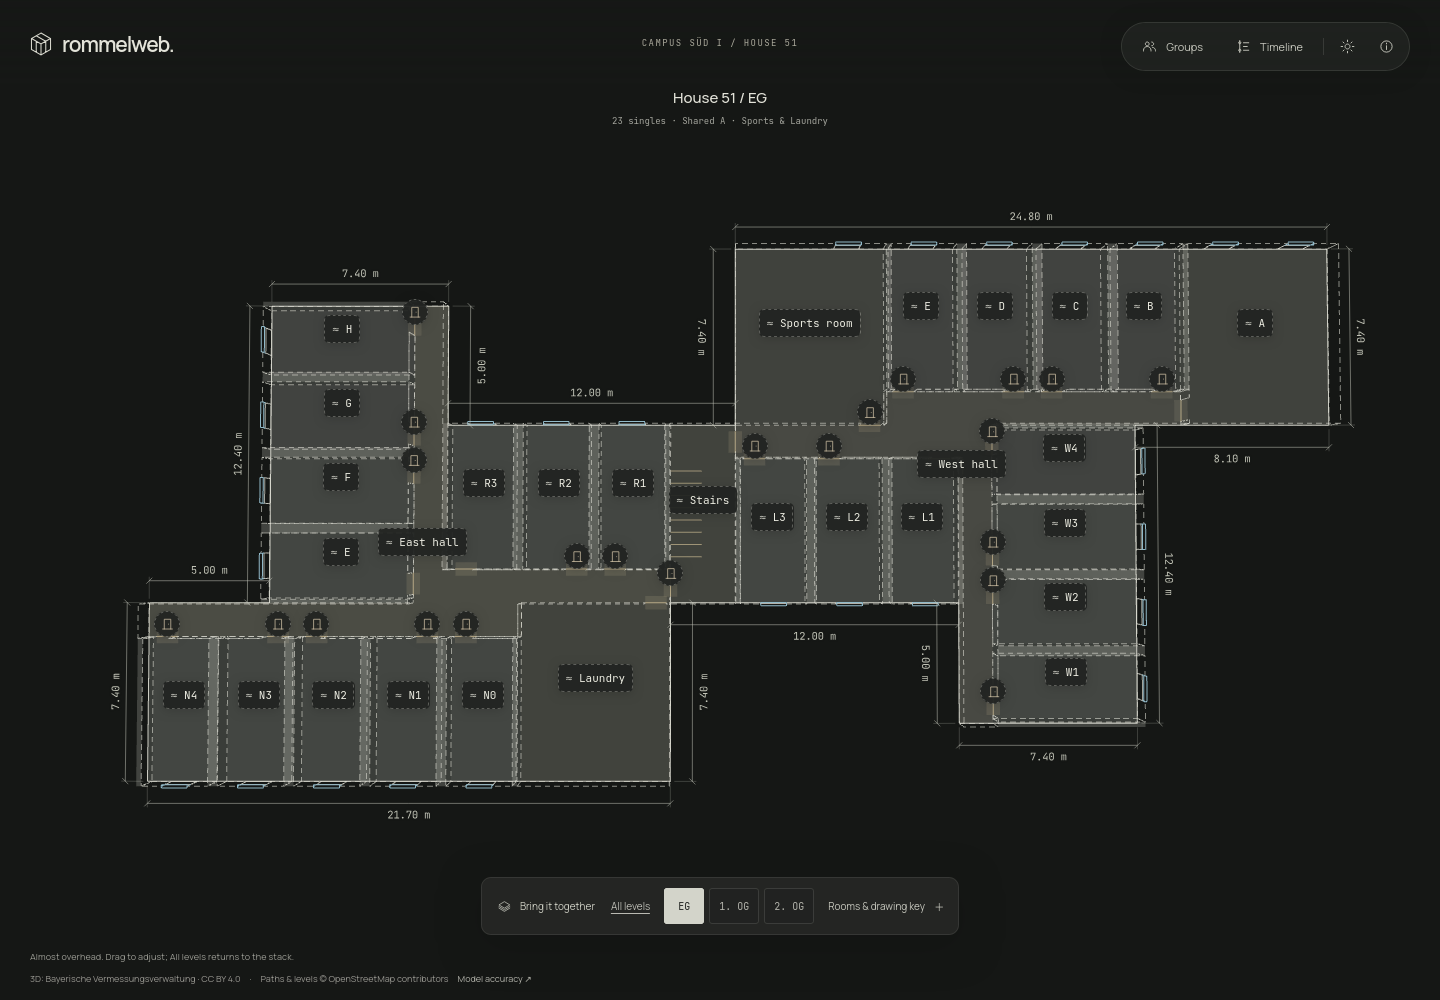 rommelweb.
CAMPUS SÜD I / HOUSE 51
Groups
Timeline
House 51 / EG
23 singles · Shared A · Sports & Laundry
24.80 m
7.40 m
≈ H
≈ G
≈ F
≈ E
12.40 m
5.00 m
12.00 m
7.40 m
≈ Sports room
≈ E
≈ D
≈ C
≈ B
≈ A
7.40 m
8.10 m
≈ R3
≈ R2
≈ R1
≈ Stairs
≈ East hall
≈ West hall
≈ L3
≈ L2
≈ L1
≈ W4
≈ W3
≈ W2
≈ W1
12.40 m
5.00 m
12.00 m
5.00 m
7.40 m
7.40 m
≈ N4
≈ N3
≈ N2
≈ N1
≈ N0
≈ Laundry
7.40 m
21.70 m
Bring it together
All levels
EG
1. OG
2. OG
Rooms & drawing key +
Almost overhead. Drag to adjust; All levels returns to the stack.
3D: Bayerische Vermessungsverwaltung · CC BY 4.0 · Paths & levels © OpenStreetMap contributors Model accuracy ↗